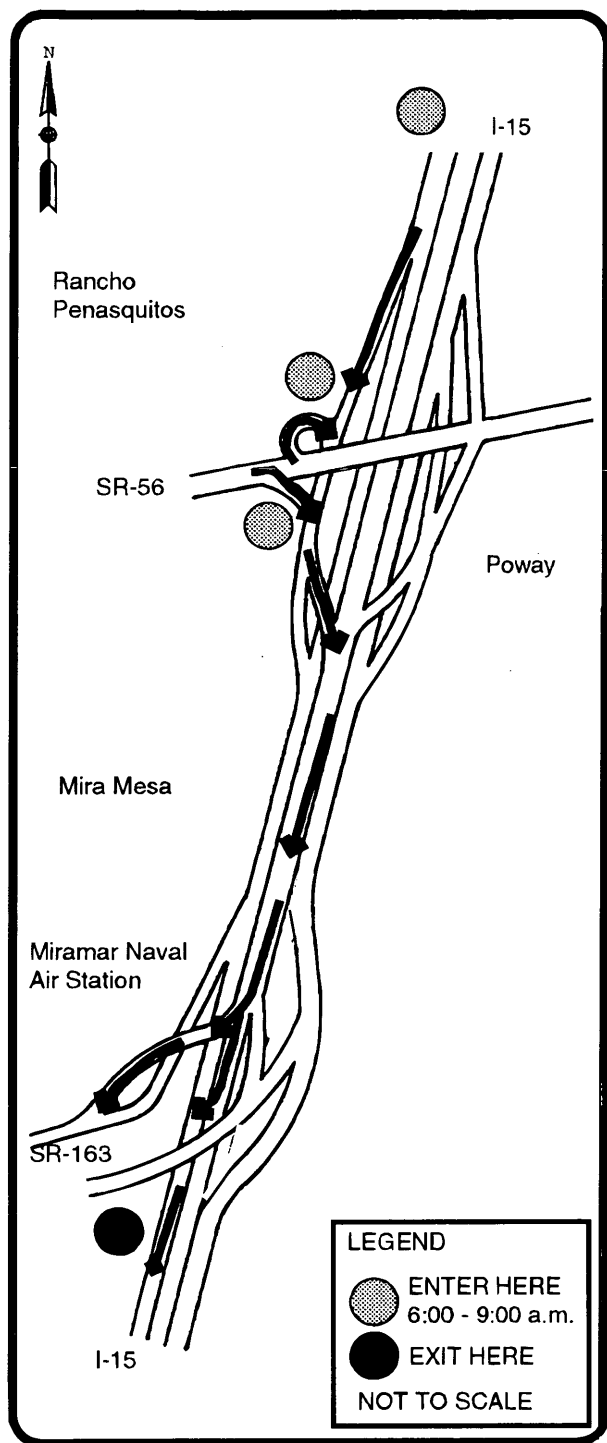 N
I-15
Rancho
Penasquitos
SR-56
Poway
Mira Mesa
Miramar Naval
Air Station
SR-163
I-15
LEGEND
ENTER HERE
6:00 - 9:00 a.m.
EXIT HERE
NOT TO SCALE